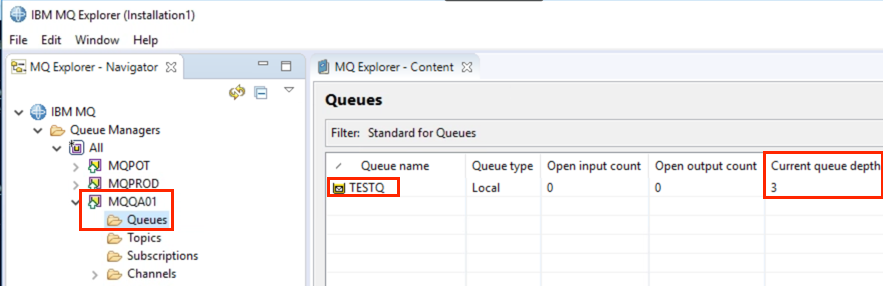 IBM MQ Explorer (Installation1)
File Edit Window Help
MQ Explorer - Navigator
IBM MQ
Queue Managers
All
MQPOT
MQPROD
MQQA01
Queues
Topics
Subscriptions
Channels
MQ Explorer - Content
Queues
Filter: Standard for Queues
Queue name Queue type Open input count Open output count Current queue depth
TESTQ Local 0 0 3